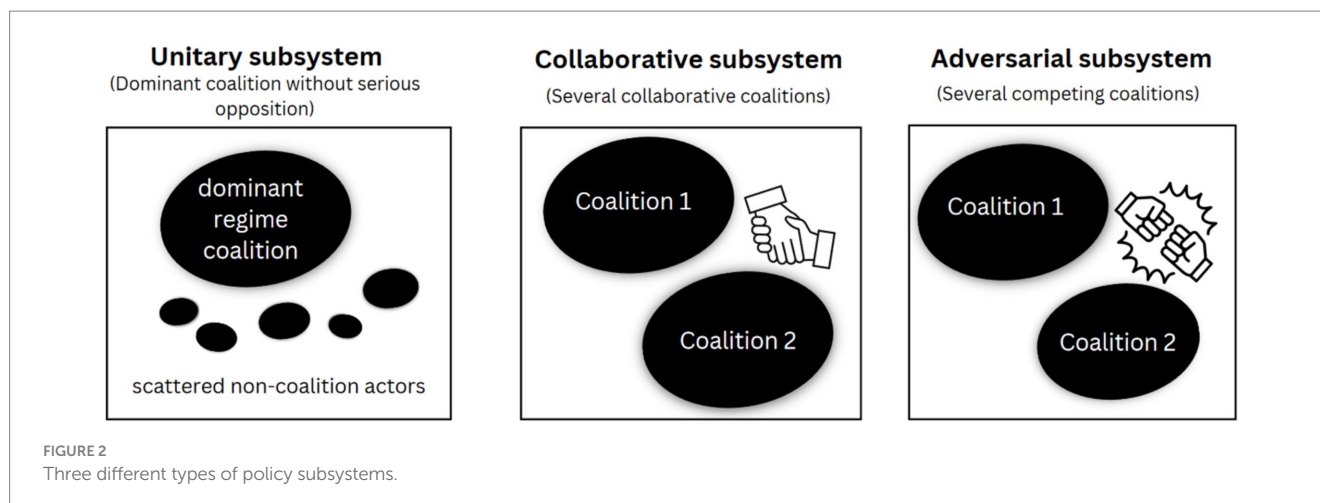 Unitary subsystem
(Dominant coalition without serious
opposition)
dominant
regime
coalition
scattered non-coalition actors
Collaborative subsystem
(Several collaborative coalitions)
Coalition 1
Coalition 2
Adversarial subsystem
(Several competing coalitions)
Coalition 1
Coalition 2
FIGURE 2
Three different types of policy subsystems.